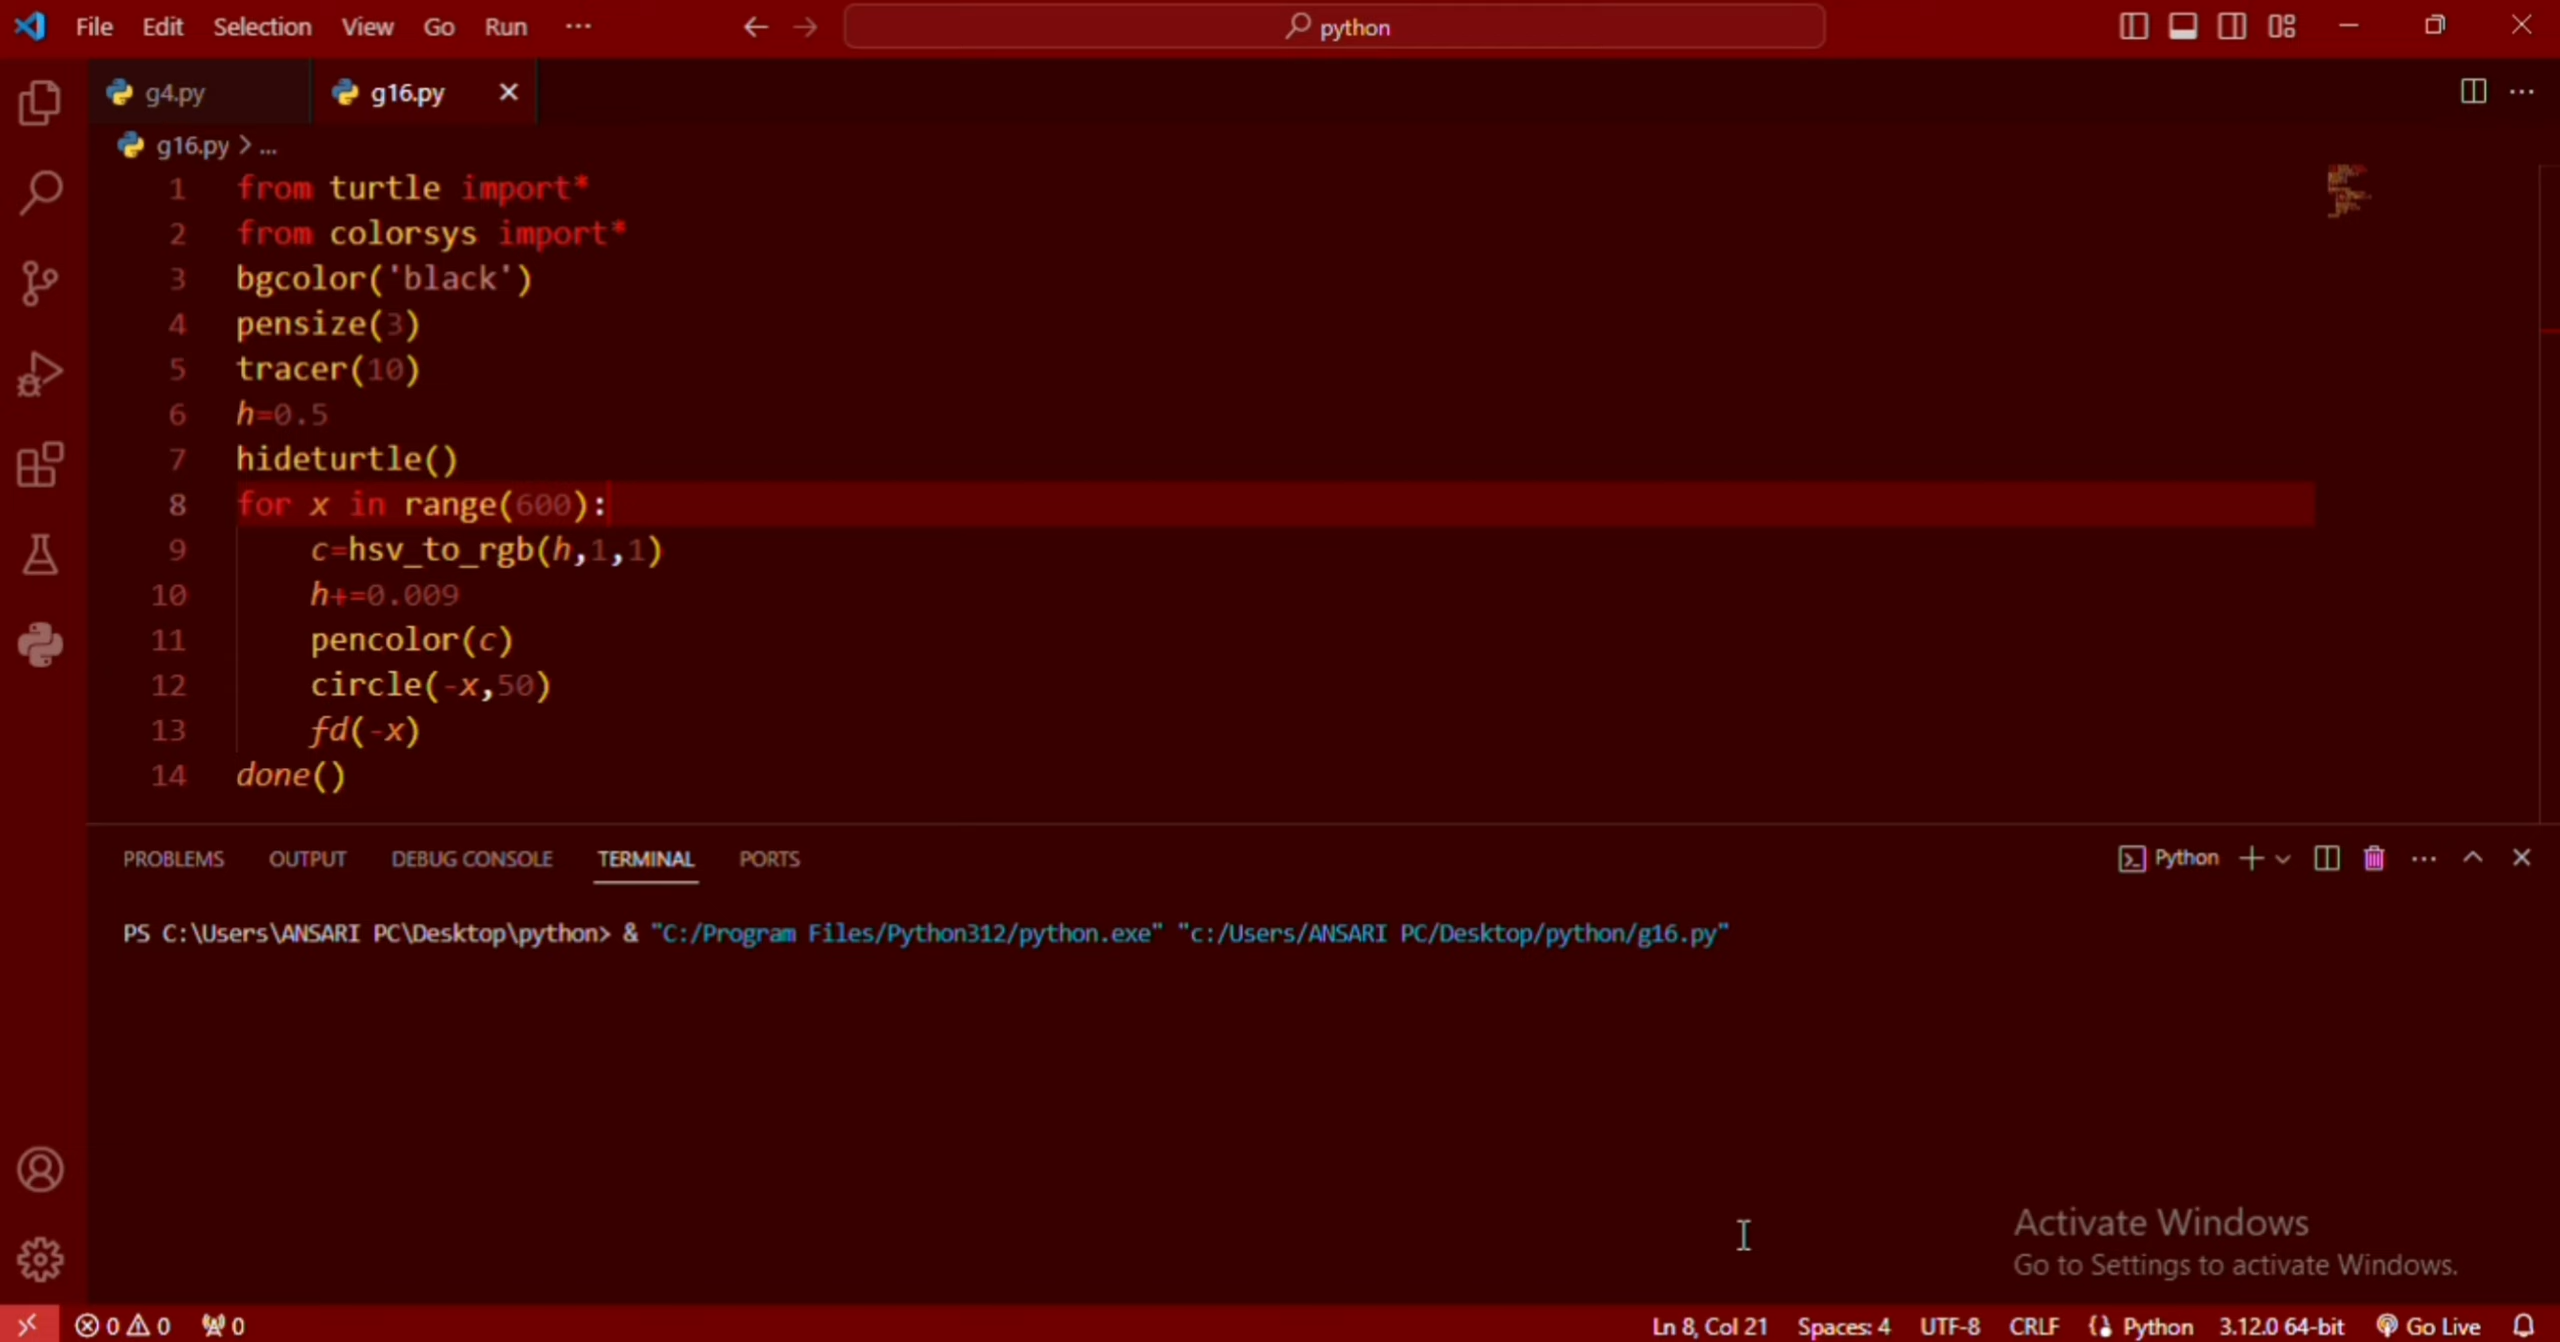 File Edit Selection View Go Run ··· python
g4.py g16.py
g16.py > ...
1 from turtle import*
2 from colorsys import*
3 bgcolor('black')
4 pensize(3)
5 tracer(10)
6 h=0.5
7 hideturtle()
8 for x in range(600):
9     c=hsv_to_rgb(h,1,1)
10     h+=0.009
11     pencolor(c)
12     circle(-x,50)
13     fd(-x)
14 done()
PROBLEMS OUTPUT DEBUG CONSOLE TERMINAL PORTS Python
PS C:\Users\ANSARI PC\Desktop\python> & "C:/Program Files/Python312/python.exe" "c:/Users/ANSARI PC/Desktop/python/g16.py"
Activate Windows
Go to Settings to activate Windows.
0 0 0 Ln 8, Col 21 Spaces: 4 UTF-8 CRLF Python 3.12.0 64-bit Go Live